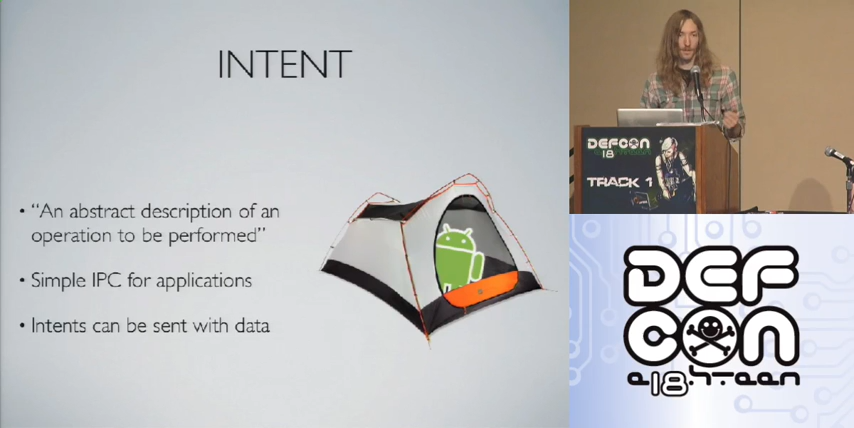 INTENT
• “An abstract description of an
operation to be performed”
• Simple IPC for applications
• Intents can be sent with data
DEFCON
18
TRACK 1
DEF
CON
e18hteen